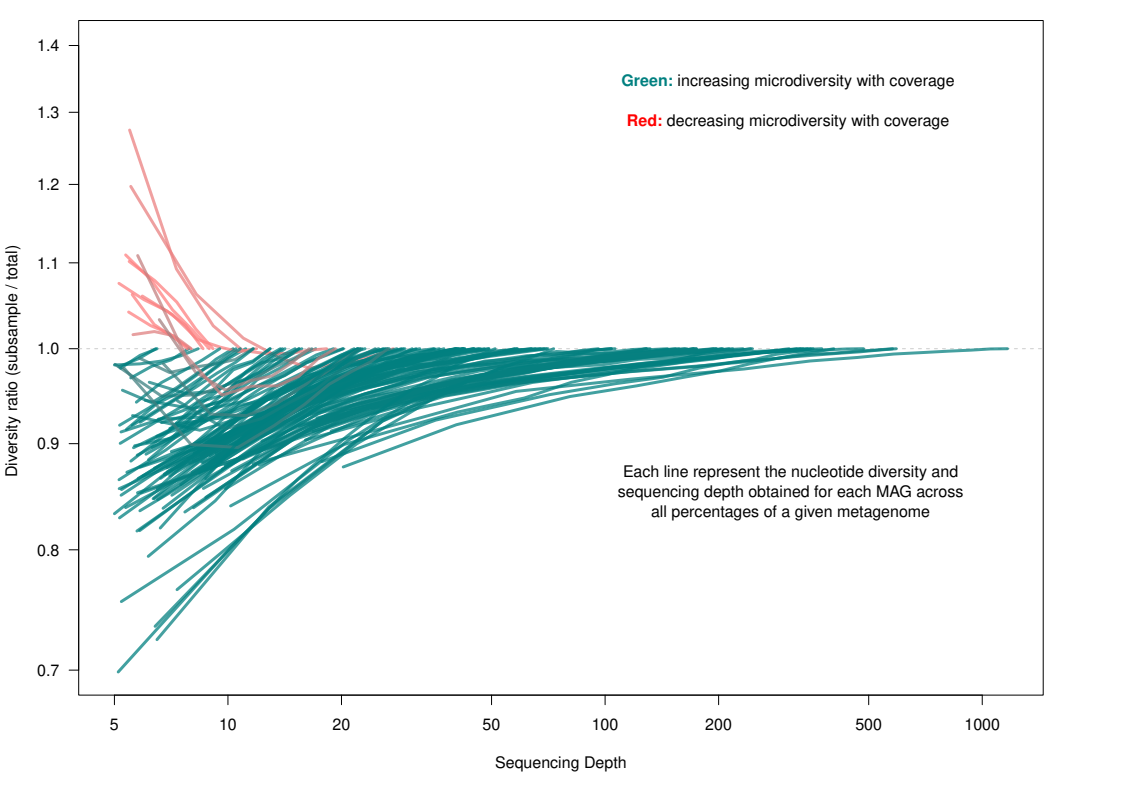 1.4
1.3
1.2
1.1
1.0
0.9
0.8
0.7
Diversity ratio (subsample / total)
Green: increasing microdiversity with coverage
Red: decreasing microdiversity with coverage
Each line represent the nucleotide diversity and
sequencing depth obtained for each MAG across
all percentages of a given metagenome
5 10 20 50 100 200 500 1000
Sequencing Depth